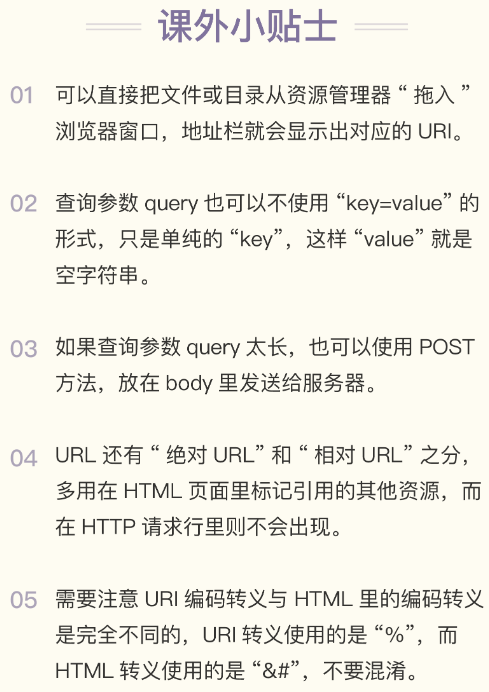 课外小贴士
01 可以直接把文件或目录从资源管理器“拖入”
浏览器窗口，地址栏就会显示出对应的 URI。
02 查询参数 query 也可以不使用“key=value”的
形式，只是单纯的“key”，这样“value”就是
空字符串。
03 如果查询参数 query 太长，也可以使用 POST
方法，放在 body 里发送给服务器。
04 URL 还有“绝对 URL”和“相对 URL”之分，
多用在 HTML 页面里标记引用的其他资源，而
在 HTTP 请求行里则不会出现。
05 需要注意 URI 编码转义与 HTML 里的编码转义
是完全不同的，URI 转义使用的是“%”，而
HTML 转义使用的是“&#”，不要混淆。